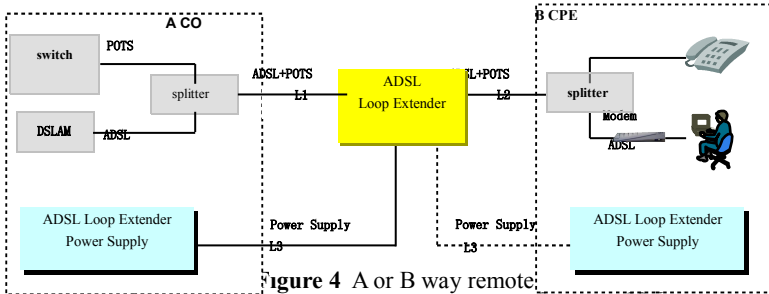 A CO
B CPE
switch
POTS
splitter
DSLAM
ADSL
ADSL+POTS
L1
ADSL
Loop Extender
SL+POTS
L2
splitter
Modem
ADSL
ADSL Loop Extender
Power Supply
Power Supply
L3
Power Supply
L3
ADSL Loop Extender
Power Supply
Figure 4 A or B way remote